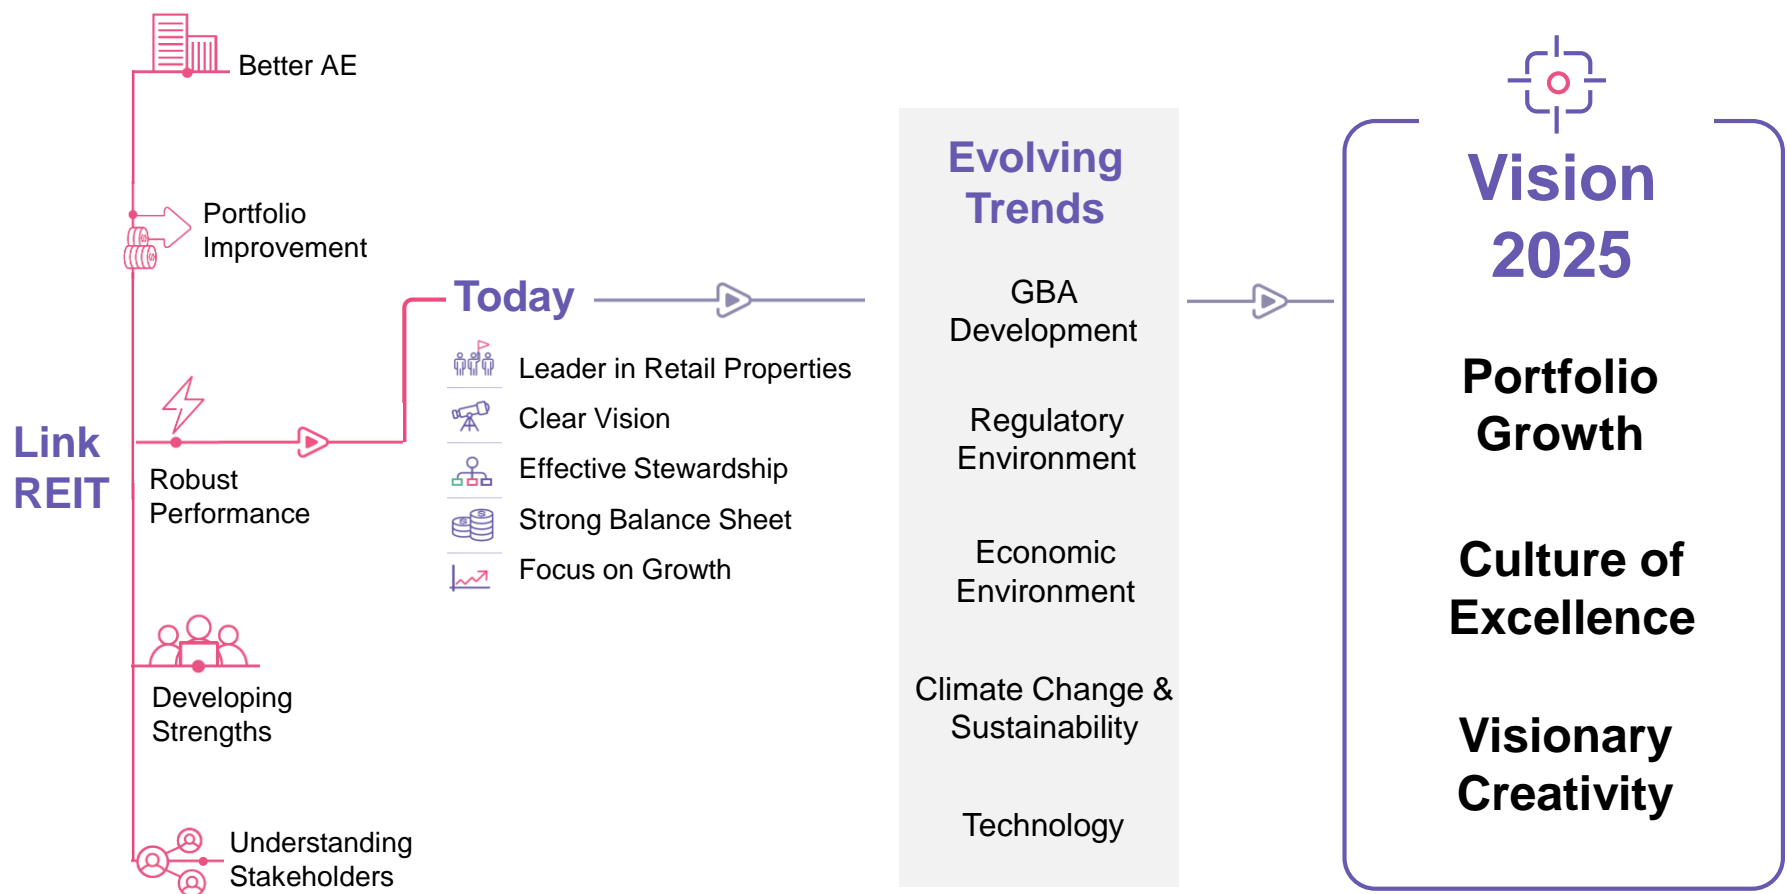 Link
REIT
Better AE
Portfolio
Improvement
Robust
Performance
Developing
Strengths
Understanding
Stakeholders
Today
Leader in Retail Properties
Clear Vision
Effective Stewardship
Strong Balance Sheet
Focus on Growth
Evolving
Trends
GBA
Development
Regulatory
Environment
Economic
Environment
Climate Change &
Sustainability
Technology
Vision
2025
Portfolio
Growth
Culture of
Excellence
Visionary
Creativity